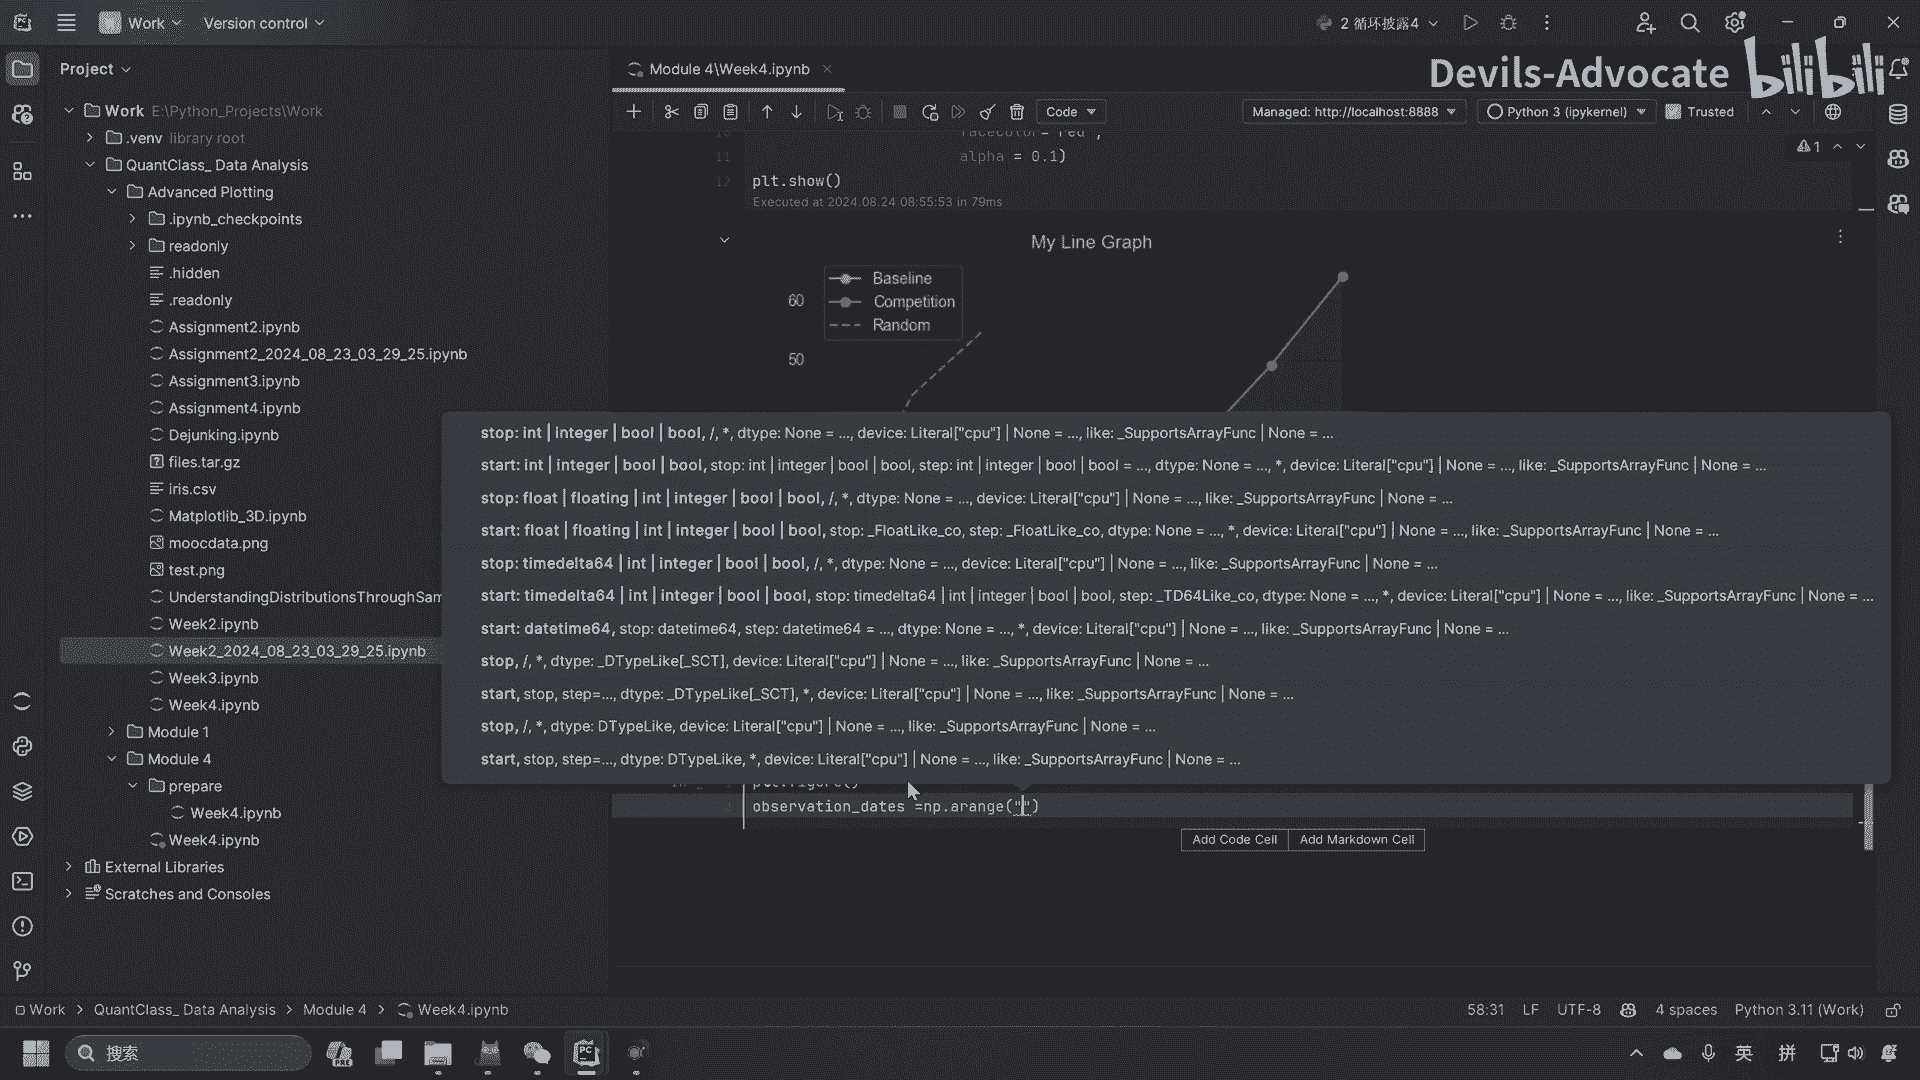 Work
Version control
2 循环披露4
Devils-Advocate bilibili
Project
Module 4\Week4.ipynb
Code
Managed: http://localhost:8888
Python 3 (ipykernel)
Trusted
Work E:\Python_Projects\Work
.venv library root
QuantClass_ Data Analysis
Advanced Plotting
.ipynb_checkpoints
readonly
.hidden
.readonly
Assignment2.ipynb
Assignment2_2024_08_23_03_29_25.ipynb
Assignment3.ipynb
Assignment4.ipynb
Dejunking.ipynb
files.tar.gz
iris.csv
Matplotlib_3D.ipynb
moocdata.png
test.png
UnderstandingDistributionsThroughSam
Week2.ipynb
Week2_2024_08_23_03_29_25.ipynb
Week3.ipynb
Week4.ipynb
Module 1
Module 4
prepare
Week4.ipynb
Week4.ipynb
External Libraries
Scratches and Consoles
10 facecolor='red',
11 alpha = 0.1)
12 plt.show()
Executed at 2024.08.24 08:55:53 in 79ms
1
My Line Graph
Baseline
Competition
Random
60
50
stop: int | integer | bool | bool, /, *, dtype: None = ..., device: Literal["cpu"] | None = ..., like: _SupportsArrayFunc | None = ...
start: int | integer | bool | bool, stop: int | integer | bool | bool, step: int | integer | bool | bool = ..., dtype: None = ..., *, device: Literal["cpu"] | None = ..., like: _SupportsArrayFunc | None = ...
stop: float | floating | int | integer | bool | bool, /, *, dtype: None = ..., device: Literal["cpu"] | None = ..., like: _SupportsArrayFunc | None = ...
start: float | floating | int | integer | bool | bool, stop: _FloatLike_co, step: _FloatLike_co, dtype: None = ..., *, device: Literal["cpu"] | None = ..., like: _SupportsArrayFunc | None = ...
stop: timedelta64 | int | integer | bool | bool, /, *, dtype: None = ..., device: Literal["cpu"] | None = ..., like: _SupportsArrayFunc | None = ...
start: timedelta64 | int | integer | bool | bool, stop: timedelta64 | int | integer | bool | bool, step: _TD64Like_co, dtype: None = ..., *, device: Literal["cpu"] | None = ..., like: _SupportsArrayFunc | None = ...
start: datetime64, stop: datetime64, step: datetime64 = ..., dtype: None = ..., *, device: Literal["cpu"] | None = ..., like: _SupportsArrayFunc | None = ...
stop, /, *, dtype: _DTypeLike[_SCT], device: Literal["cpu"] | None = ..., like: _SupportsArrayFunc | None = ...
start, stop, step=..., dtype: _DTypeLike[_SCT], *, device: Literal["cpu"] | None = ..., like: _SupportsArrayFunc | None = ...
stop, /, *, dtype: DTypeLike, device: Literal["cpu"] | None = ..., like: _SupportsArrayFunc | None = ...
start, stop, step=..., dtype: DTypeLike, *, device: Literal["cpu"] | None = ..., like: _SupportsArrayFunc | None = ...
plt.figure()
2 observation_dates =np.arange("")
Add Code Cell
Add Markdown Cell
Work > QuantClass_ Data Analysis > Module 4 > Week4.ipynb
58:31
LF
UTF-8
4 spaces
Python 3.11 (Work)
搜索
英
拼